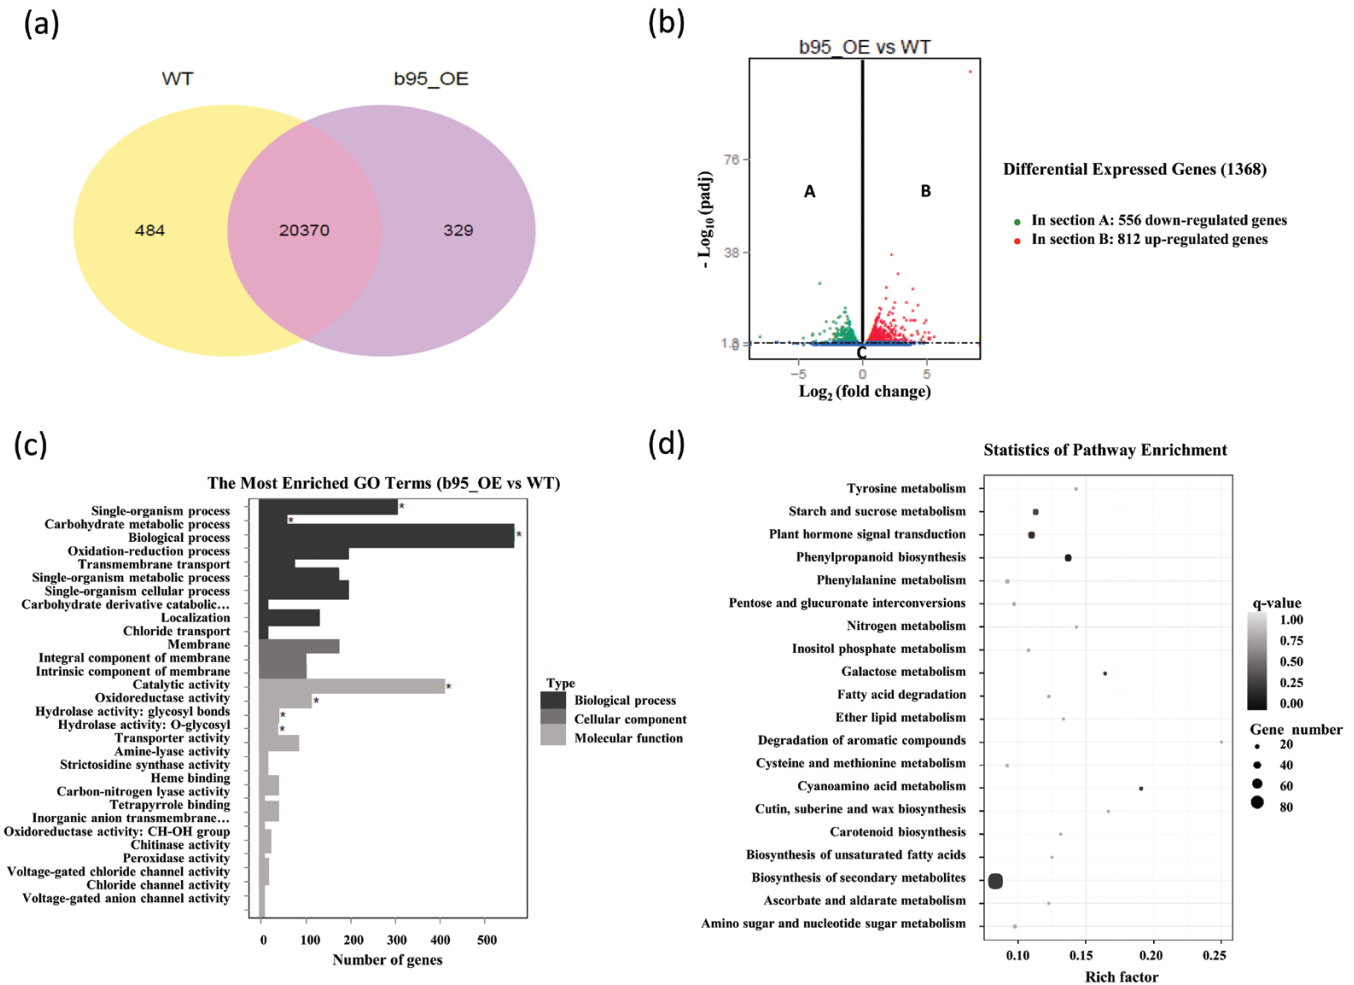 (a)
WT
b95_OE
484
20370
329
(b)
b95_OE vs WT
- Log10 (padj)
76
38
1.8
0
A
B
C
−5
0
5
Log2 (fold change)
Differential Expressed Genes (1368)
In section A: 556 down-regulated genes
In section B: 812 up-regulated genes
(c)
The Most Enriched GO Terms (b95_OE vs WT)
Single-organism process
Carbohydrate metabolic process
Biological process
Oxidation-reduction process
Transmembrane transport
Single-organism metabolic process
Single-organism cellular process
Carbohydrate derivative catabolic...
Localization
Chloride transport
Membrane
Integral component of membrane
Intrinsic component of membrane
Catalytic activity
Oxidoreductase activity
Hydrolase activity: glycosyl bonds
Hydrolase activity: O-glycosyl
Transporter activity
Amine-lyase activity
Strictosidine synthase activity
Heme binding
Carbon-nitrogen lyase activity
Tetrapyrrole binding
Inorganic anion transmembrane...
Oxidoreductase activity: CH-OH group
Chitinase activity
Peroxidase activity
Voltage-gated chloride channel activity
Chloride channel activity
Voltage-gated anion channel activity
* * * * * * *
0 100 200 300 400 500
Number of genes
Type
Biological process
Cellular component
Molecular function
(d)
Statistics of Pathway Enrichment
Tyrosine metabolism
Starch and sucrose metabolism
Plant hormone signal transduction
Phenylpropanoid biosynthesis
Phenylalanine metabolism
Pentose and glucuronate interconversions
Nitrogen metabolism
Inositol phosphate metabolism
Galactose metabolism
Fatty acid degradation
Ether lipid metabolism
Degradation of aromatic compounds
Cysteine and methionine metabolism
Cyanoamino acid metabolism
Cutin, suberine and wax biosynthesis
Carotenoid biosynthesis
Biosynthesis of unsaturated fatty acids
Biosynthesis of secondary metabolites
Ascorbate and aldarate metabolism
Amino sugar and nucleotide sugar metabolism
0.10 0.15 0.20 0.25
Rich factor
q-value
1.00
0.75
0.50
0.25
0.00
Gene number
20
40
60
80